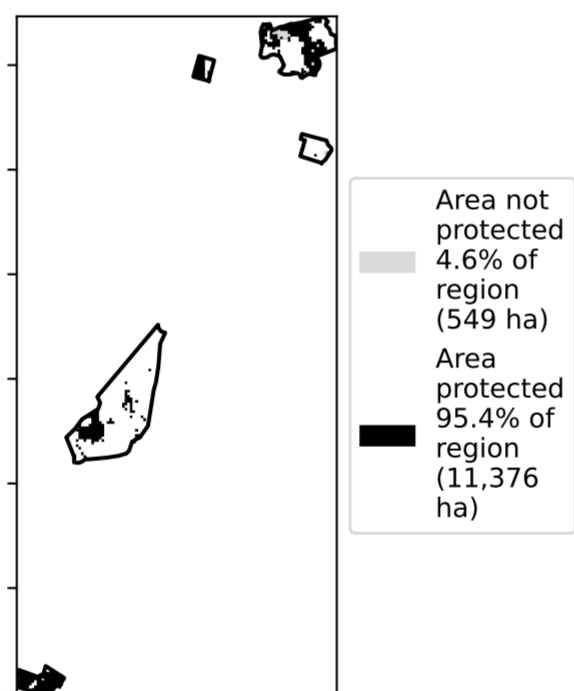 Area not
protected
4.6% of
region
(549 ha)
Area
protected
95.4% of
region
(11,376
ha)